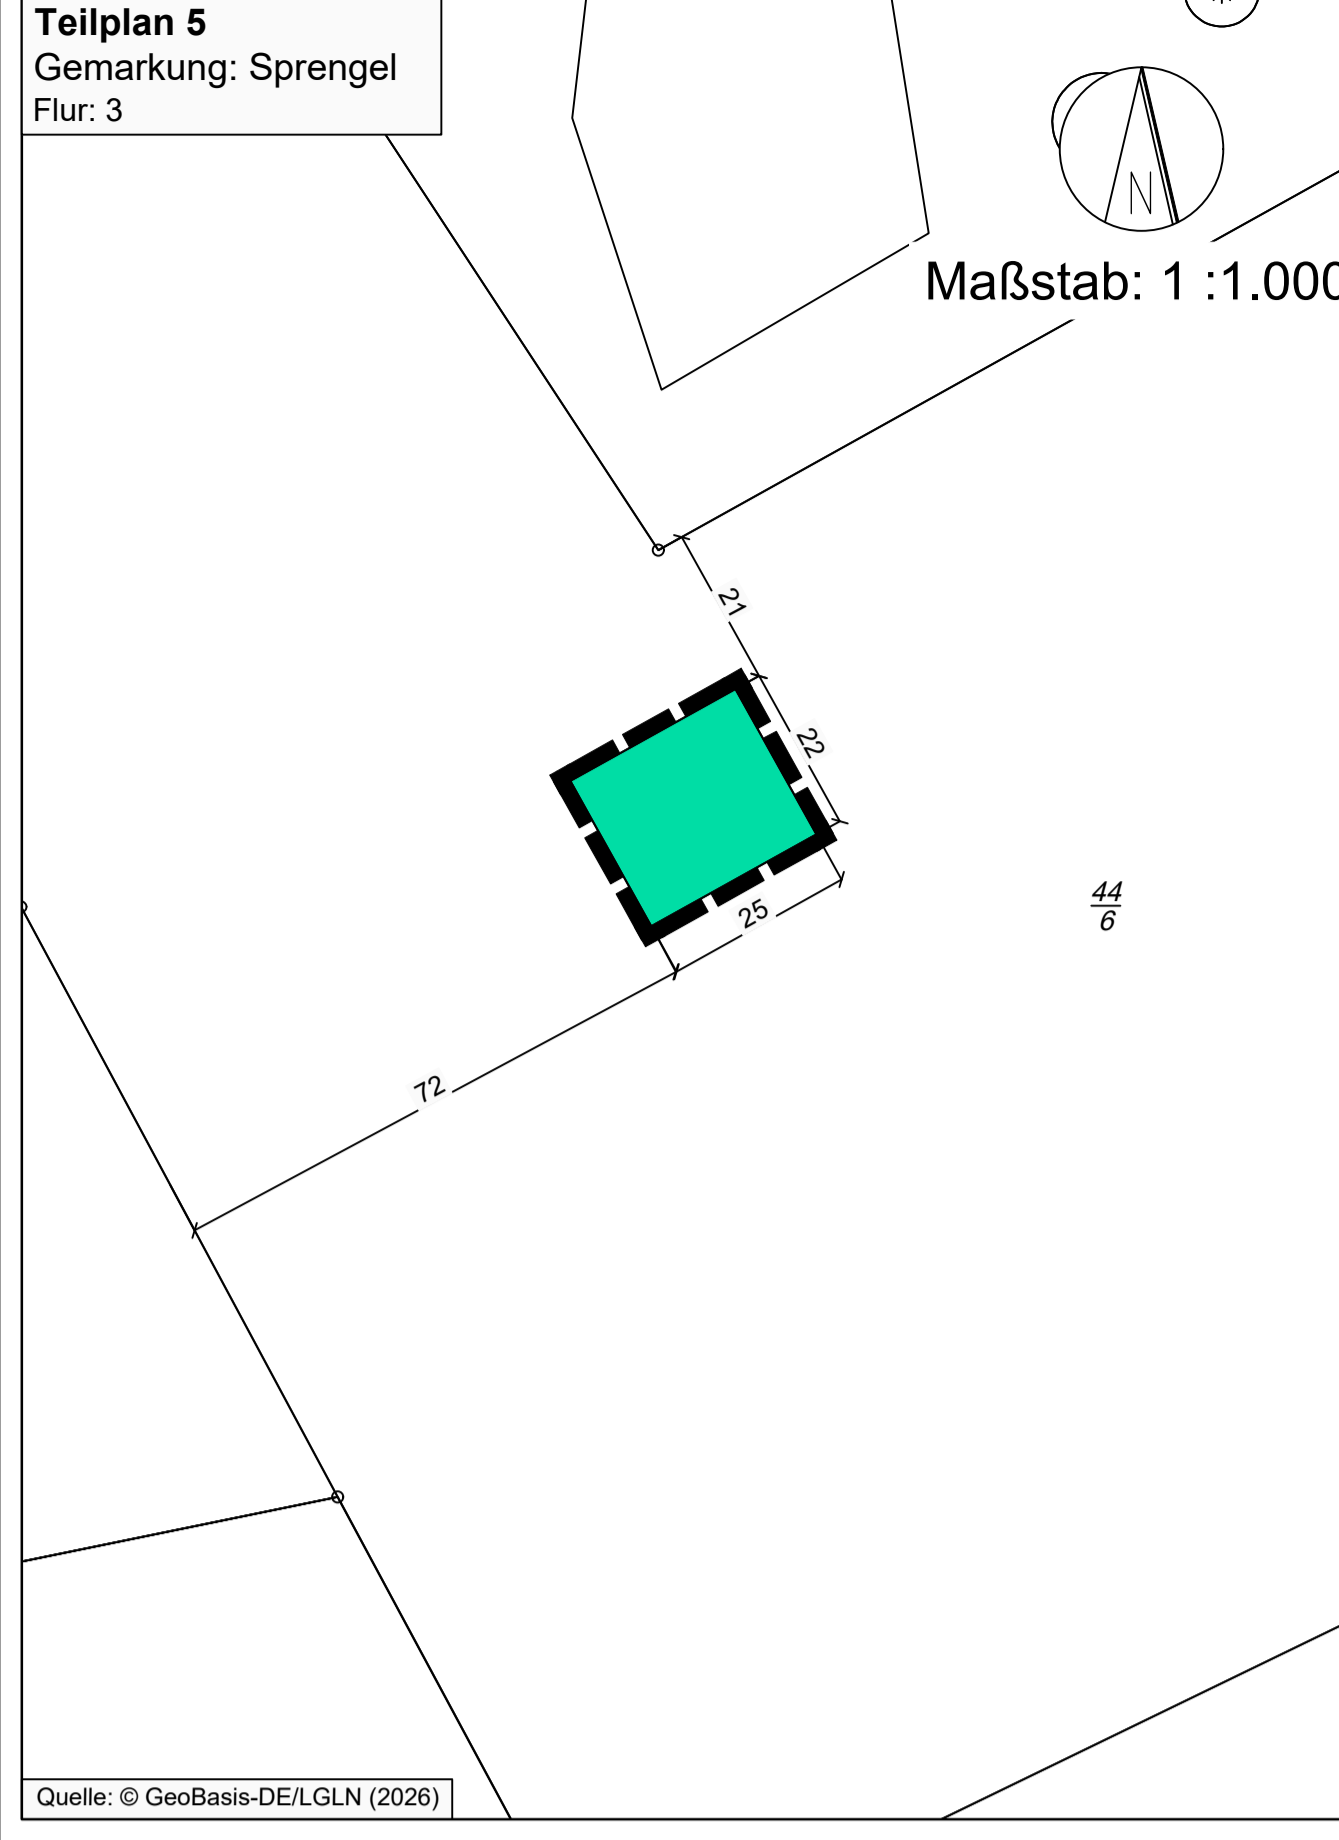 Teilplan 5
Gemarkung: Sprengel
Flur: 3
N
Maßstab: 1 :1.000
21
22
44
6
25
72
Quelle: © GeoBasis-DE/LGLN (2026)